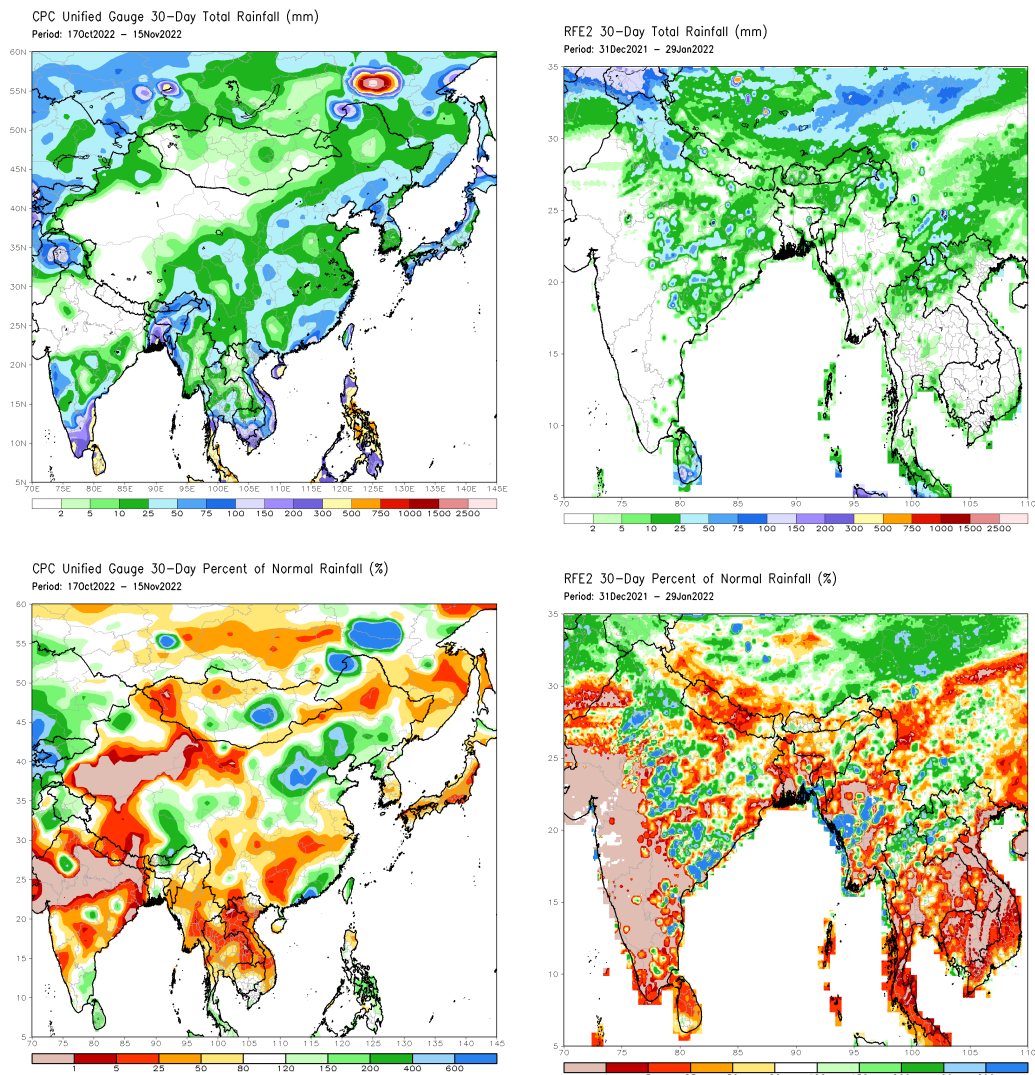 CPC Unified Gauge 30-Day Total Rainfall (mm)
Period: 17Oct2022 - 15Nov2022
60N
55N
50N
45N
40N
35N
30N
25N
20N
15N
10N
5N
70E 75E 80E 85E 90E 95E 100E 105E 110E 115E 120E 125E 130E 135E 140E 145E
2 5 10 25 50 75 100 150 200 300 500 750 1000 1500 2500
RFE2 30-Day Total Rainfall (mm)
Period: 31Dec2021 - 29Jan2022
35
30
25
20
15
10
5
70 75 80 85 90 95 100 105 110
2 5 10 25 50 75 100 150 200 300 500 750 1000 1500 2500
CPC Unified Gauge 30-Day Percent of Normal Rainfall (%)
Period: 17Oct2022 - 15Nov2022
60
55
50
45
40
35
30
25
20
15
10
5
70 75 80 85 90 95 100 105 110 115 120 125 130 135 140 145
1 5 25 50 80 120 150 200 400 600
RFE2 30-Day Percent of Normal Rainfall (%)
Period: 31Dec2021 - 29Jan2022
35
30
25
20
15
10
5
70 75 80 85 90 95 100 105 110